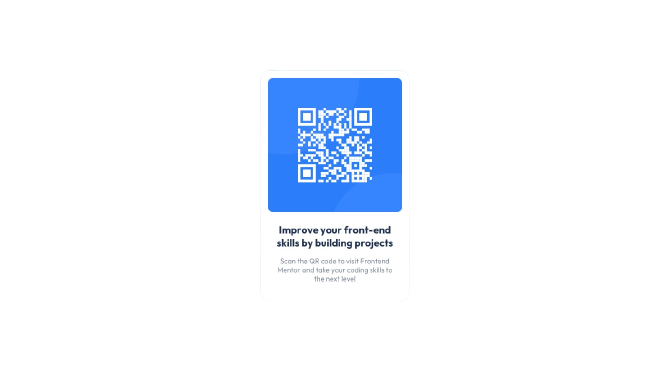 Improve your front-end
skills by building projects
Scan the QR code to visit Frontend
Mentor and take your coding skills to
the next level